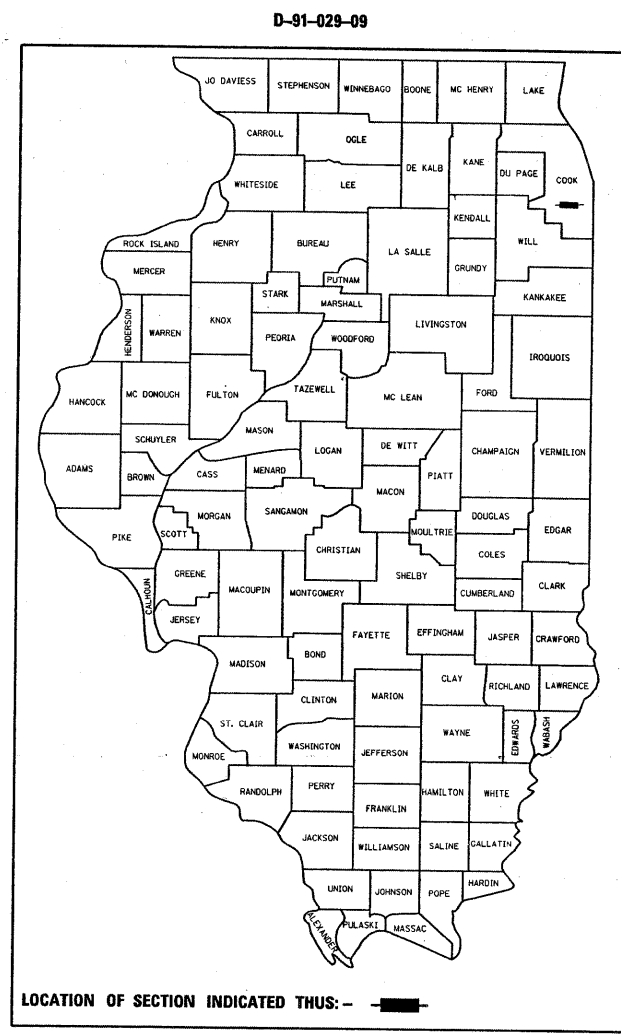 D-91-029-09
JO DAVIESS STEPHENSON WINNEBAGO BOONE MC HENRY LAKE
CARROLL OGLE DE KALB KANE DU PAGE COOK
WHITESIDE LEE KENDALL
ROCK ISLAND HENRY BUREAU LA SALLE GRUNDY WILL
MERCER PUTNAM
STARK MARSHALL KANKAKEE
HENDERSON WARREN KNOX PEORIA WOODFORD LIVINGSTON IROQUOIS
HANCOCK MC DONOUGH FULTON TAZEWELL MC LEAN FORD
SCHUYLER MASON LOGAN DE WITT CHAMPAIGN VERMILION
ADAMS BROWN CASS MENARD MACON PIATT
PIKE SCOTT MORGAN SANGAMON CHRISTIAN MOULTRIE DOUGLAS EDGAR
COLES
CALHOUN GREENE MACOUPIN MONTGOMERY SHELBY CUMBERLAND CLARK
JERSEY FAYETTE EFFINGHAM JASPER CRAWFORD
MADISON BOND CLAY RICHLAND LAWRENCE
CLINTON MARION
ST. CLAIR WAYNE EDWARDS WABASH
MONROE WASHINGTON JEFFERSON
RANDOLPH PERRY FRANKLIN HAMILTON WHITE
JACKSON WILLIAMSON SALINE GALLATIN
UNION JOHNSON POPE HARDIN
ALEXANDER PULASKI MASSAC
LOCATION OF SECTION INDICATED THUS: -